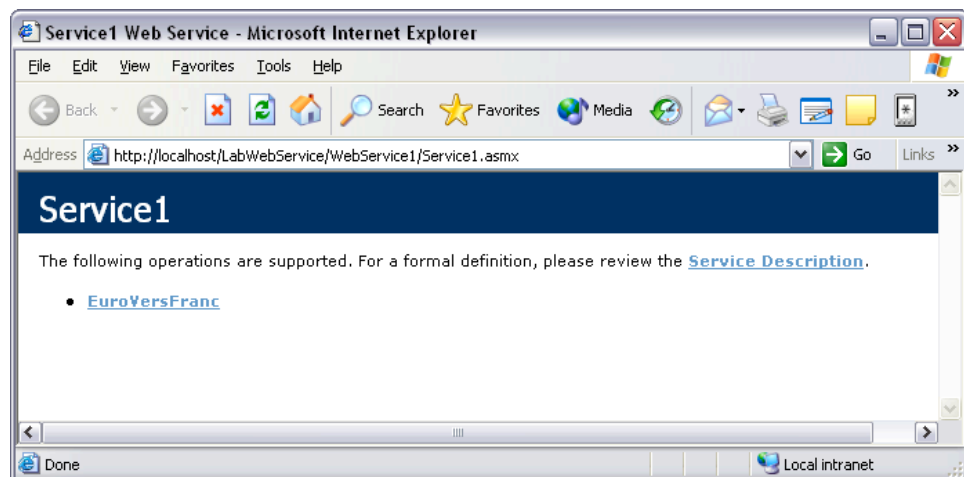 Service1 Web Service - Microsoft Internet Explorer
File Edit View Favorites Tools Help
Back Search Favorites Media
Address http://localhost/LabWebService/WebService1/Service1.asmx Go Links
Service1
The following operations are supported. For a formal definition, please review the Service Description.
EuroVersFranc
Done Local intranet